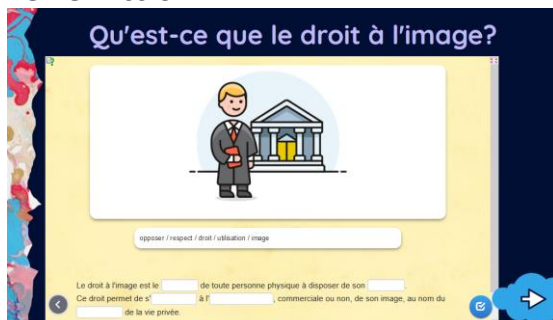 Qu'est-ce que le droit à l'image?
opposer / respect / droit / utilisation / image
Le droit à l'image est le de toute personne physique à disposer de son .
Ce droit permet de s' à l' , commerciale ou non, de son image, au nom du
de la vie privée.